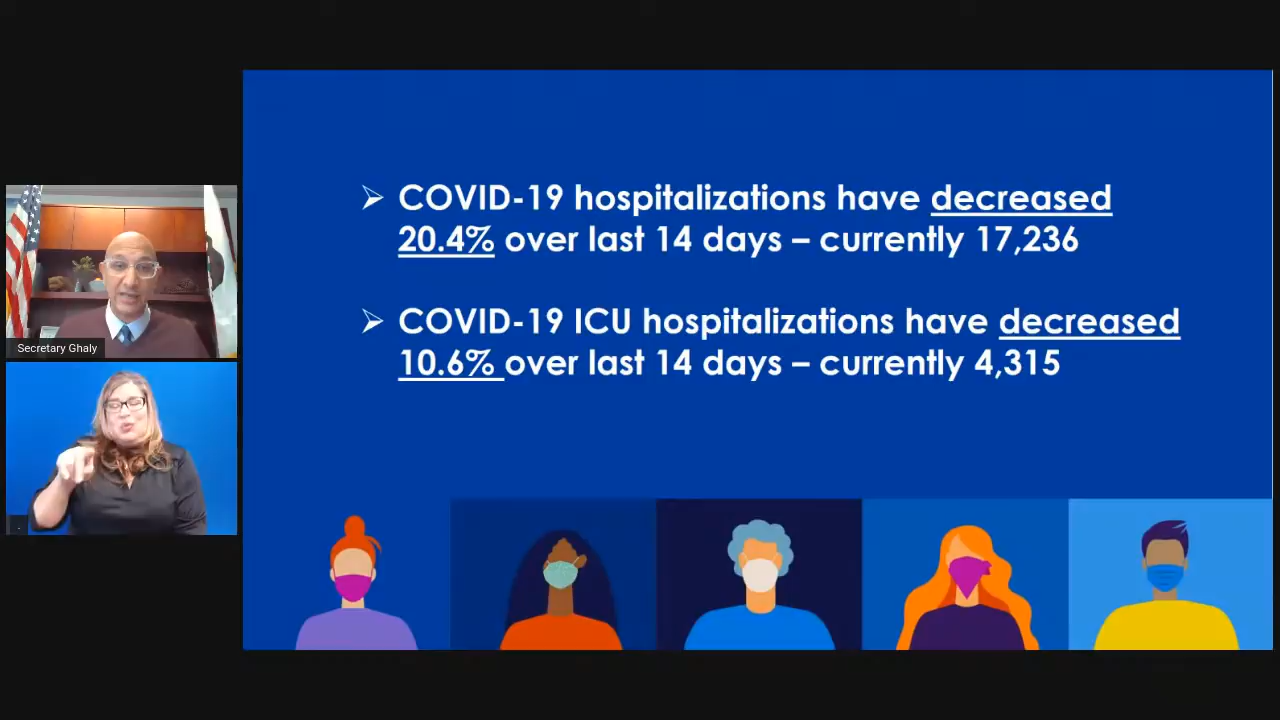 COVID-19 hospitalizations have decreased
20.4% over last 14 days – currently 17,236
COVID-19 ICU hospitalizations have decreased
10.6% over last 14 days – currently 4,315
Secretary Ghaly